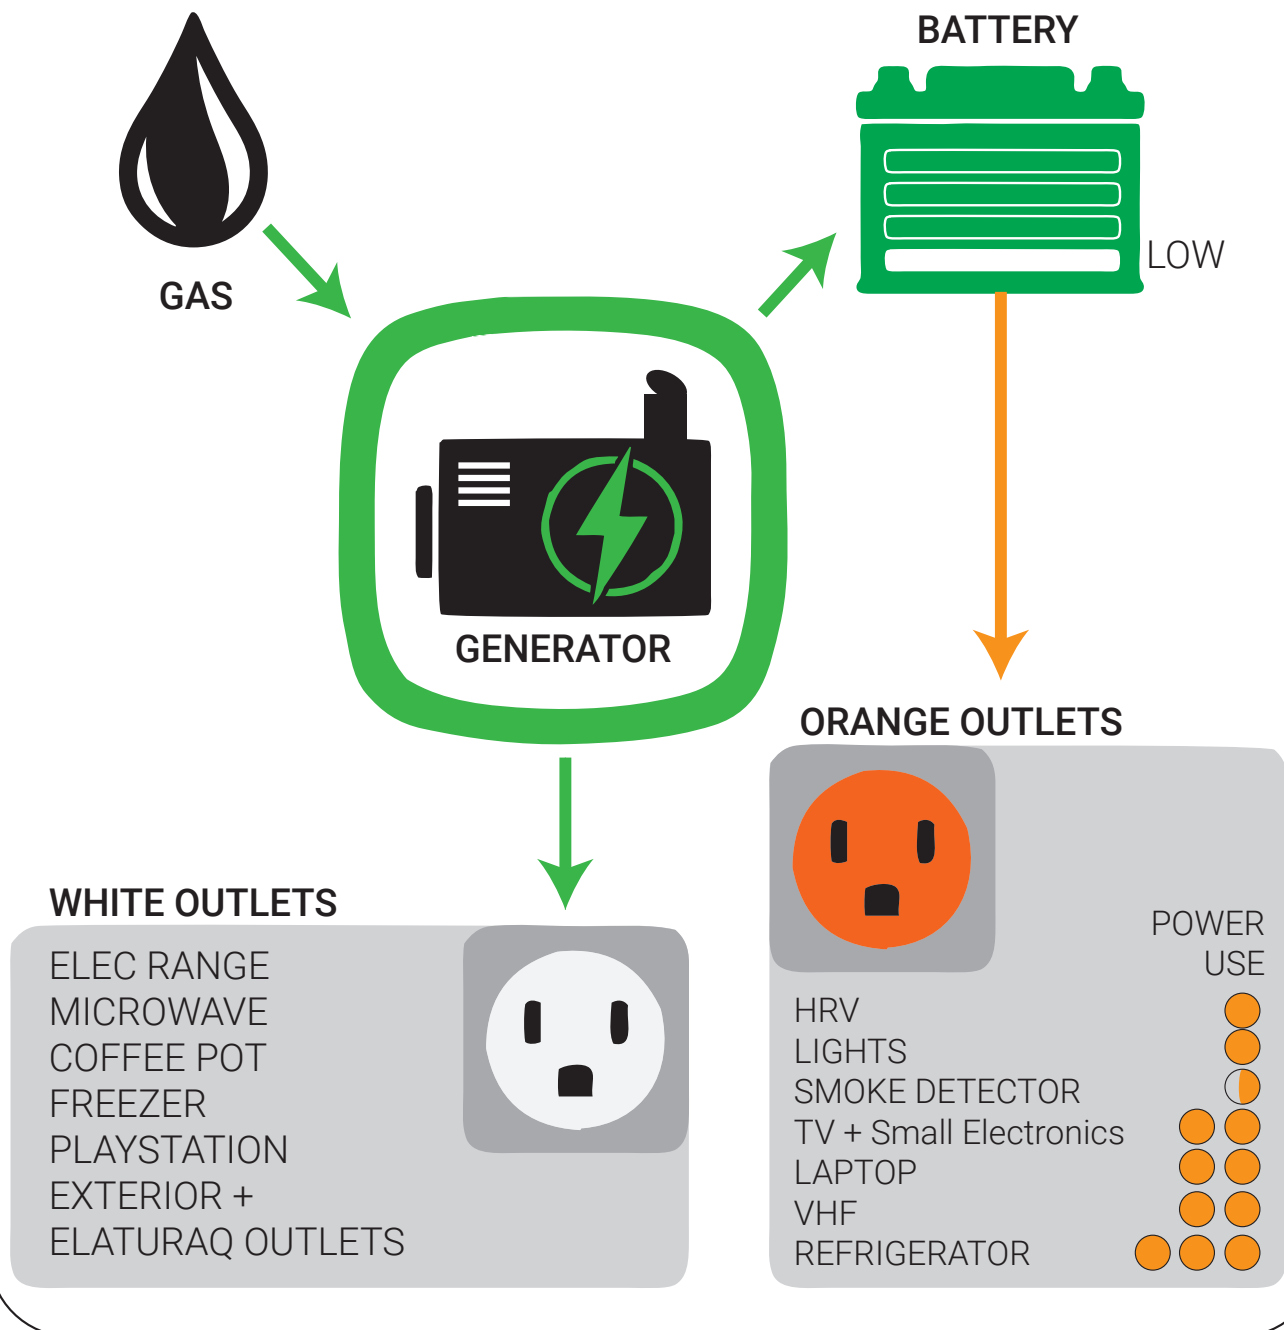 BATTERY
LOW
GAS
GENERATOR
ORANGE OUTLETS
POWER
USE
HRV
LIGHTS
SMOKE DETECTOR
TV + Small Electronics
LAPTOP
VHF
REFRIGERATOR
WHITE OUTLETS
ELEC RANGE
MICROWAVE
COFFEE POT
FREEZER
PLAYSTATION
EXTERIOR +
ELATURAQ OUTLETS